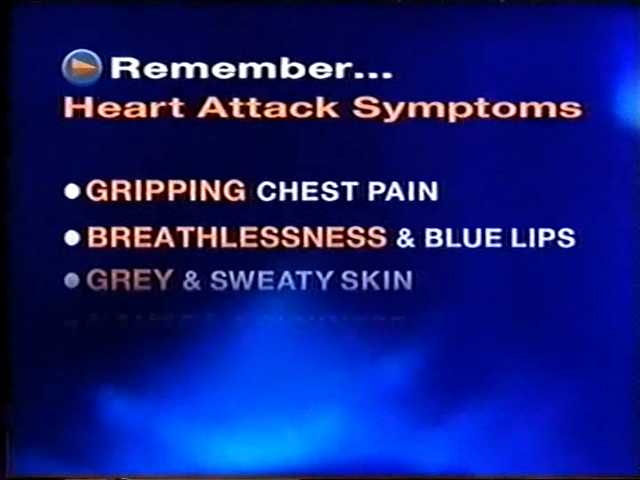 Remember...
Heart Attack Symptoms
• GRIPPING CHEST PAIN
• BREATHLESSNESS & BLUE LIPS
• GREY & SWEATY SKIN